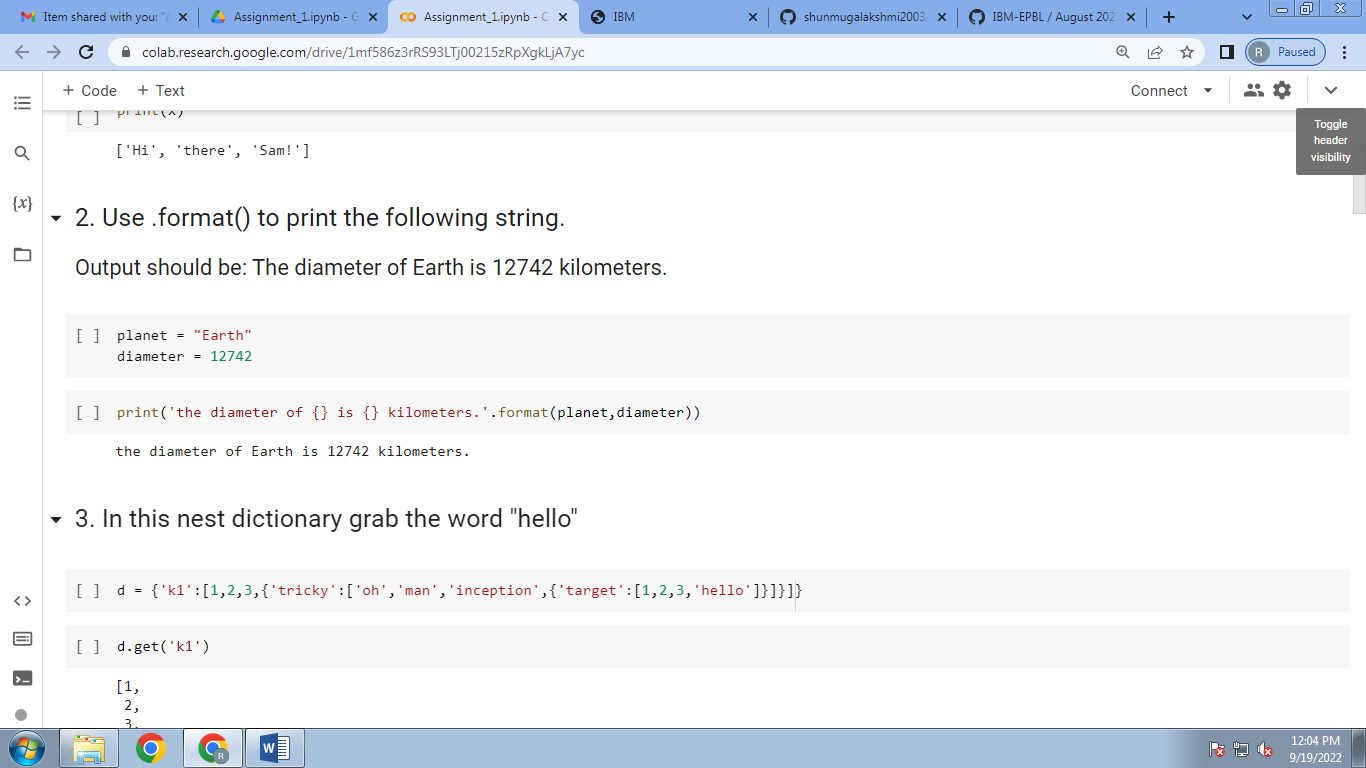 Item shared with you: "A
Assignment_1.ipynb - G
Assignment_1.ipynb - C
IBM
shunmugalakshmi2003
IBM-EPBL / August 202
colab.research.google.com/drive/1mf586z3rRS93LTj00215zRpXgkLjA7yc
R Paused
+ Code + Text
Connect
Toggle
header
visibility
[ ] print(x)
['Hi', 'there', 'Sam!']
{x}
2. Use .format() to print the following string.
Output should be: The diameter of Earth is 12742 kilometers.
[ ] planet = "Earth"
diameter = 12742
[ ] print('the diameter of {} is {} kilometers.'.format(planet,diameter))
the diameter of Earth is 12742 kilometers.
3. In this nest dictionary grab the word "hello"
[ ] d = {'k1':[1,2,3,{'tricky':['oh','man','inception',{'target':[1,2,3,'hello']}]}]}
[ ] d.get('k1')
[1,
2,
3,
12:04 PM
9/19/2022